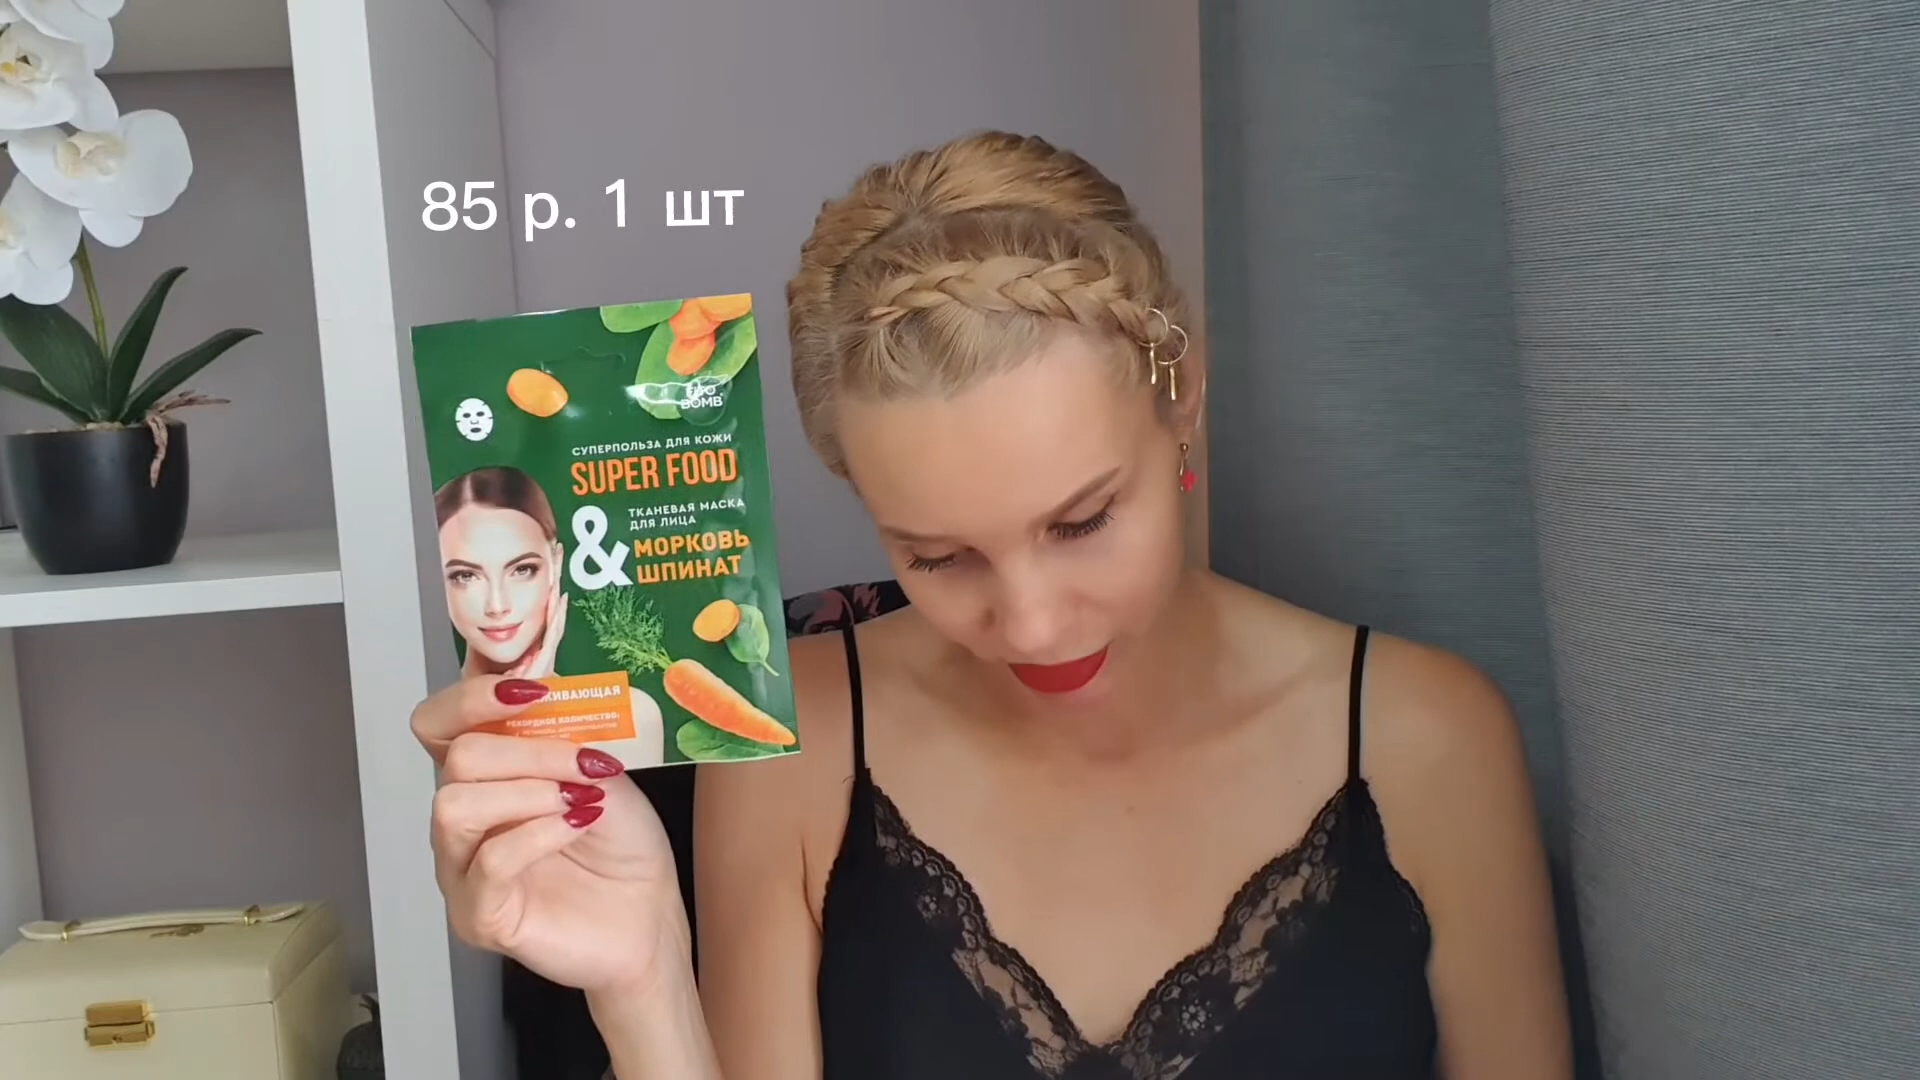 85 р. 1 шт
BOMB
СУПЕРПОЛЬЗА ДЛЯ КОЖИ
SUPER FOOD
&
ТКАНЕВАЯ МАСКА
ДЛЯ ЛИЦА
МОРКОВЬ
ШПИНАТ
РЕКОРДНОЕ КОЛИЧЕСТВО: